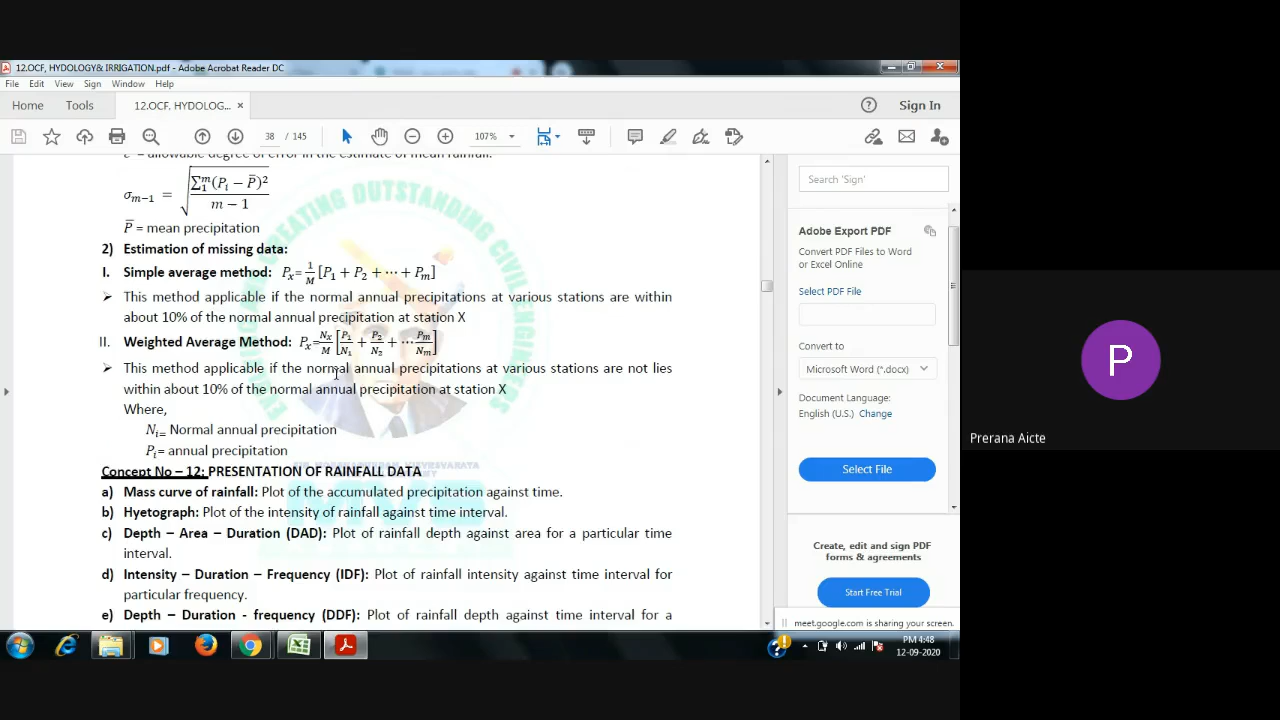 12.OCF, HYDOLOGY& IRRIGATION.pdf - Adobe Acrobat Reader DC
File Edit View Sign Window Help
Home Tools 12.OCF, HYDOLOG... × Sign In
38 / 145 107%
= allowable degree of error in the estimate of mean rainfall.
σₘ₋₁ = √(∑₁ᵐ(Pᵢ − P̄)² / (m − 1))
P̄ = mean precipitation
2) Estimation of missing data:
I. Simple average method: Pₓ= 1/M [P₁ + P₂ + ⋯ + Pₘ]
➢ This method applicable if the normal annual precipitations at various stations are within
about 10% of the normal annual precipitation at station X
II. Weighted Average Method: Pₓ= Nₓ/M [P₁/N₁ + P₂/N₂ + ⋯ Pₘ/Nₘ]
➢ This method applicable if the normal annual precipitations at various stations are not lies
within about 10% of the normal annual precipitation at station X
Where,
Nᵢ= Normal annual precipitation
Pᵢ= annual precipitation
Concept No – 12: PRESENTATION OF RAINFALL DATA
a) Mass curve of rainfall: Plot of the accumulated precipitation against time.
b) Hyetograph: Plot of the intensity of rainfall against time interval.
c) Depth – Area – Duration (DAD): Plot of rainfall depth against area for a particular time
interval.
d) Intensity – Duration – Frequency (IDF): Plot of rainfall intensity against time interval for
particular frequency.
e) Depth – Duration - frequency (DDF): Plot of rainfall depth against time interval for a
Search 'Sign'
Adobe Export PDF
Convert PDF Files to Word
or Excel Online
Select PDF File
Convert to
Microsoft Word (*.docx)
Document Language:
English (U.S.) Change
Select File
Create, edit and sign PDF
forms & agreements
Start Free Trial
meet.google.com is sharing your screen.
PM 4:48
12-09-2020
P
Prerana Aicte